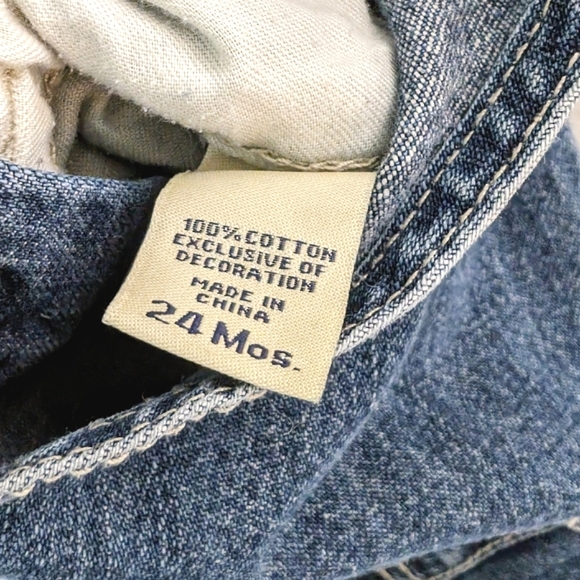 100% COTTON
EXCLUSIVE OF
DECORATION
MADE IN
CHINA
24 Mos.